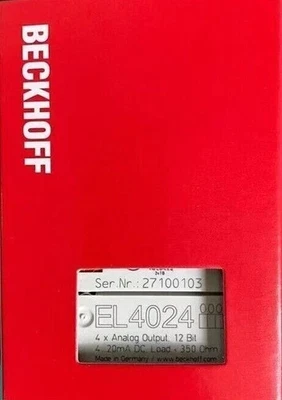 BECKHOFF
Ser.Nr.: 27100103
EL4024
000
4 x Analog Output, 12 Bit
4..20mA DC, Load < 350 Ohm
Made in Germany / www.beckhoff.com